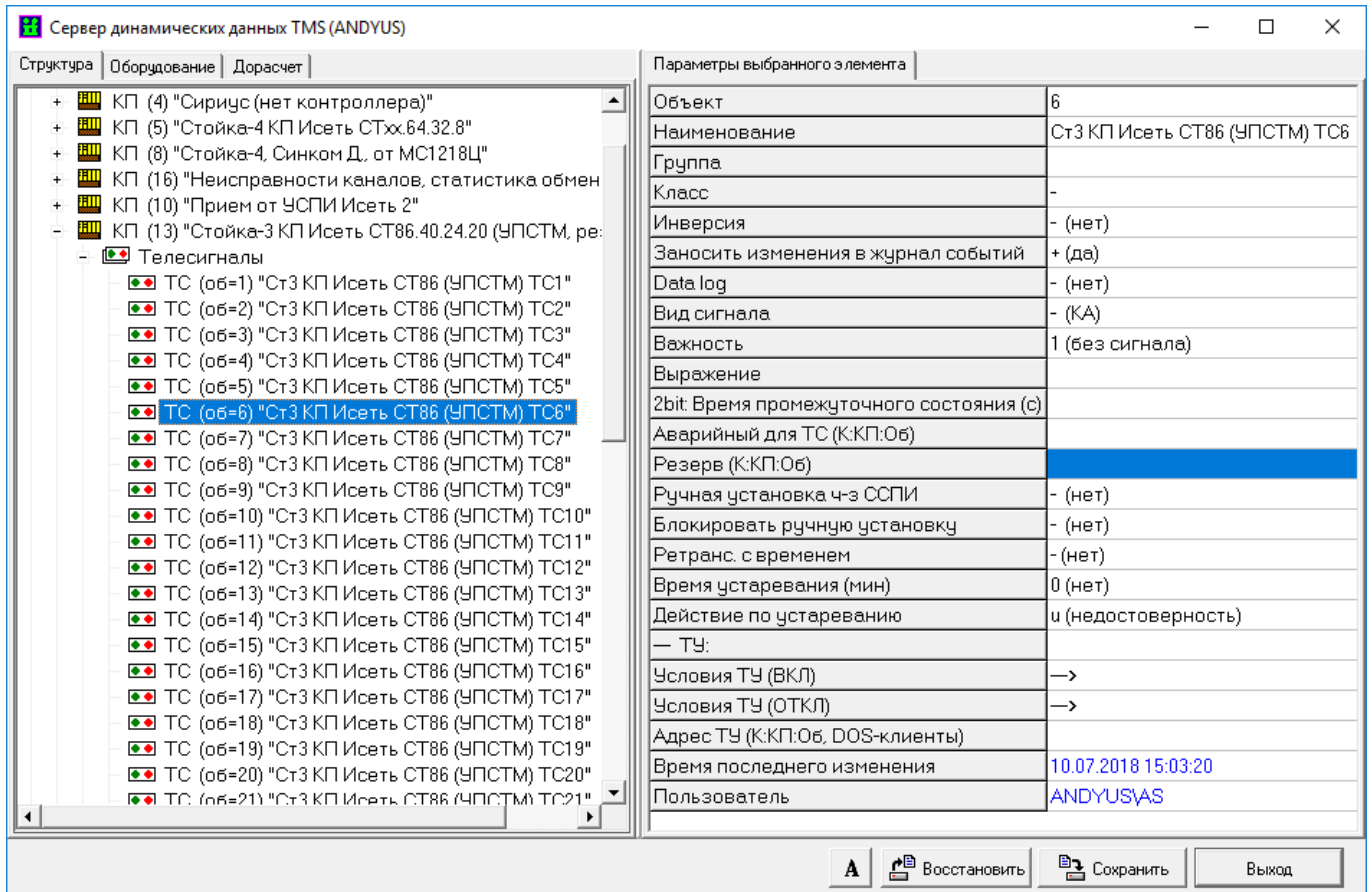 Сервер динамических данных TMS (ANDYUS)
Структура Оборудование Дорасчет
КП (4) "Сириус (нет контроллера)"
КП (5) "Стойка-4 КП Исеть СТxx.64.32.8"
КП (8) "Стойка-4, Синком Д., от МС1218Ц"
КП (16) "Неисправности каналов, статистика обмен
КП (10) "Прием от УСПИ Исеть 2"
КП (13) "Стойка-3 КП Исеть СТ86.40.24.20 (УПСТМ, рез
Телесигналы
ТС (об=1) "Ст3 КП Исеть СТ86 (УПСТМ) ТС1"
ТС (об=2) "Ст3 КП Исеть СТ86 (УПСТМ) ТС2"
ТС (об=3) "Ст3 КП Исеть СТ86 (УПСТМ) ТС3"
ТС (об=4) "Ст3 КП Исеть СТ86 (УПСТМ) ТС4"
ТС (об=5) "Ст3 КП Исеть СТ86 (УПСТМ) ТС5"
ТС (об=6) "Ст3 КП Исеть СТ86 (УПСТМ) ТС6"
ТС (об=7) "Ст3 КП Исеть СТ86 (УПСТМ) ТС7"
ТС (об=8) "Ст3 КП Исеть СТ86 (УПСТМ) ТС8"
ТС (об=9) "Ст3 КП Исеть СТ86 (УПСТМ) ТС9"
ТС (об=10) "Ст3 КП Исеть СТ86 (УПСТМ) ТС10"
ТС (об=11) "Ст3 КП Исеть СТ86 (УПСТМ) ТС11"
ТС (об=12) "Ст3 КП Исеть СТ86 (УПСТМ) ТС12"
ТС (об=13) "Ст3 КП Исеть СТ86 (УПСТМ) ТС13"
ТС (об=14) "Ст3 КП Исеть СТ86 (УПСТМ) ТС14"
ТС (об=15) "Ст3 КП Исеть СТ86 (УПСТМ) ТС15"
ТС (об=16) "Ст3 КП Исеть СТ86 (УПСТМ) ТС16"
ТС (об=17) "Ст3 КП Исеть СТ86 (УПСТМ) ТС17"
ТС (об=18) "Ст3 КП Исеть СТ86 (УПСТМ) ТС18"
ТС (об=19) "Ст3 КП Исеть СТ86 (УПСТМ) ТС19"
ТС (об=20) "Ст3 КП Исеть СТ86 (УПСТМ) ТС20"
ТС (об=21) "Ст3 КП Исеть СТ86 (УПСТМ) ТС21"
Параметры выбранного элемента
Объект 6
Наименование Ст3 КП Исеть СТ86 (УПСТМ) ТС6
Группа
Класс -
Инверсия - (нет)
Заносить изменения в журнал событий + (да)
Data log - (нет)
Вид сигнала - (КА)
Важность 1 (без сигнала)
Выражение
2bit: Время промежуточного состояния (с)
Аварийный для ТС (К:КП:Об)
Резерв (К:КП:Об)
Ручная установка ч-з ССПИ - (нет)
Блокировать ручную установку - (нет)
Ретранс. с временем - (нет)
Время устаревания (мин) 0 (нет)
Действие по устареванию u (недостоверность)
— ТУ:
Условия ТУ (ВКЛ) —>
Условия ТУ (ОТКЛ) —>
Адрес ТУ (К:КП:Об, DOS-клиенты)
Время последнего изменения 10.07.2018 15:03:20
Пользователь ANDYUS\AS
A Восстановить Сохранить Выход